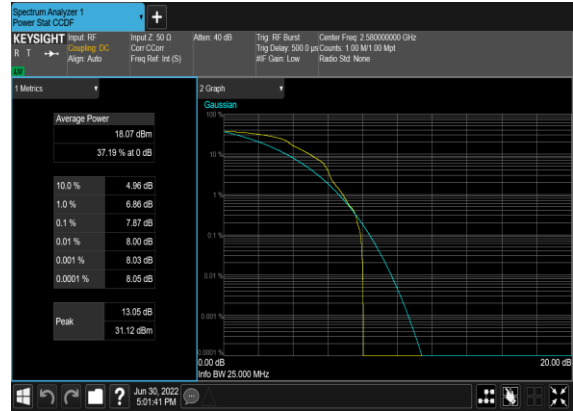 Spectrum Analyzer 1
Power Stat CCDF
KEYSIGHT
R T
LXI
Input: RF
Coupling: DC
Align: Auto
Input Z: 50 Ω
Corr CCorr
Freq Ref: Int (S)
Atten: 40 dB
Trig: RF Burst
Trig Delay: 500.0 µs
#IF Gain: Low
Center Freq: 2.580000000 GHz
Counts: 1.00 M/1.00 Mpt
Radio Std: None
1 Metrics
Average Power
18.07 dBm
37.19 % at 0 dB
10.0 % 4.96 dB
1.0 % 6.86 dB
0.1 % 7.87 dB
0.01 % 8.00 dB
0.001 % 8.03 dB
0.0001 % 8.05 dB
Peak
13.05 dB
31.12 dBm
2 Graph
Gaussian
100 %
10 %
1 %
0.1 %
0.01 %
0.001 %
0.0001 %
0.00 dB
20.00 dB
Info BW 25.000 MHz
?
Jun 30, 2022
5:01:41 PM